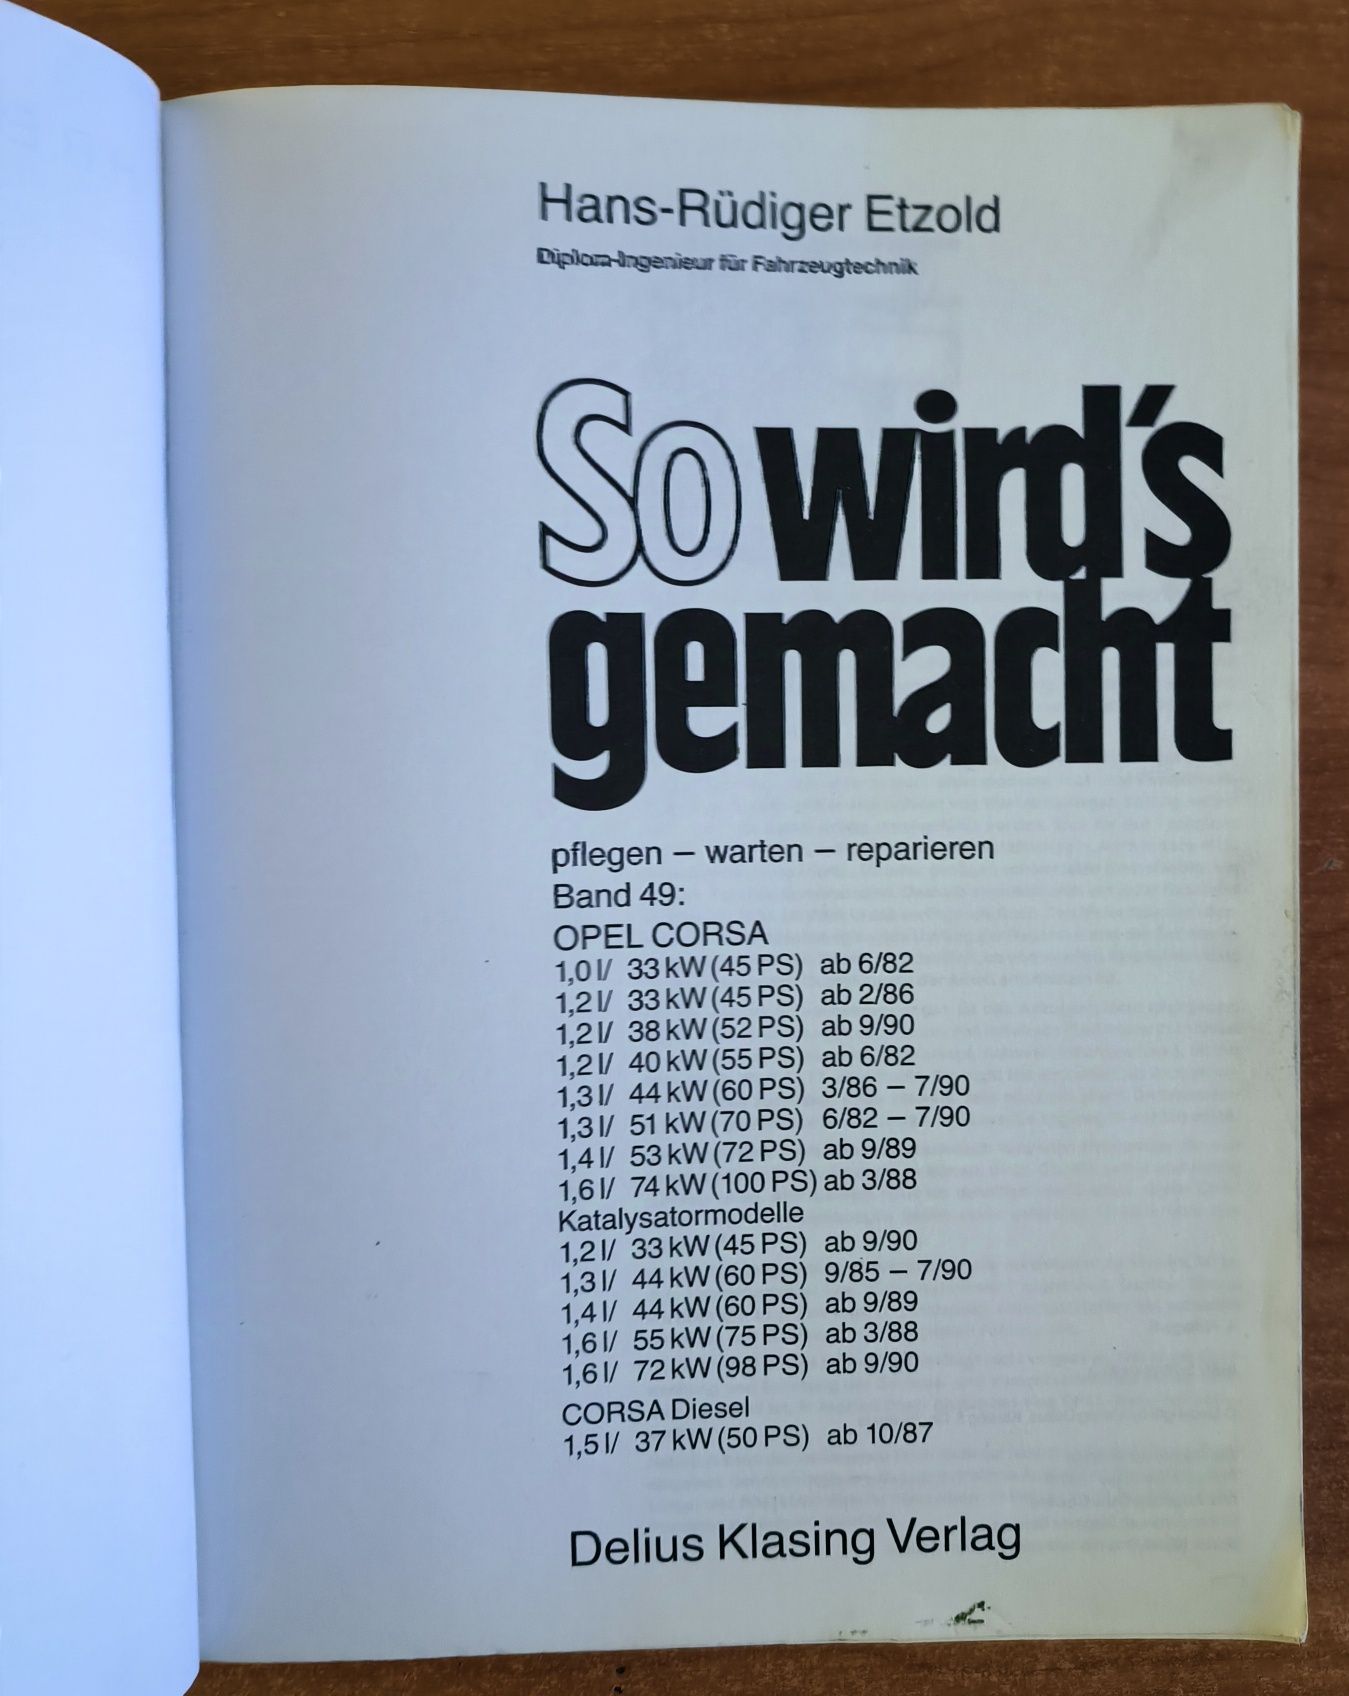 Hans-Rüdiger Etzold
Diplom-Ingenieur für Fahrzeugtechnik
So wird's
gemacht
pflegen – warten – reparieren
Band 49:
OPEL CORSA
1,0 l/ 33 kW (45 PS) ab 6/82
1,2 l/ 33 kW (45 PS) ab 2/86
1,2 l/ 38 kW (52 PS) ab 9/90
1,2 l/ 40 kW (55 PS) ab 6/82
1,3 l/ 44 kW (60 PS) 3/86 – 7/90
1,3 l/ 51 kW (70 PS) 6/82 – 7/90
1,4 l/ 53 kW (72 PS) ab 9/89
1,6 l/ 74 kW (100 PS) ab 3/88
Katalysatormodelle
1,2 l/ 33 kW (45 PS) ab 9/90
1,3 l/ 44 kW (60 PS) 9/85 – 7/90
1,4 l/ 44 kW (60 PS) ab 9/89
1,6 l/ 55 kW (75 PS) ab 3/88
1,6 l/ 72 kW (98 PS) ab 9/90
CORSA Diesel
1,5 l/ 37 kW (50 PS) ab 10/87
Delius Klasing Verlag